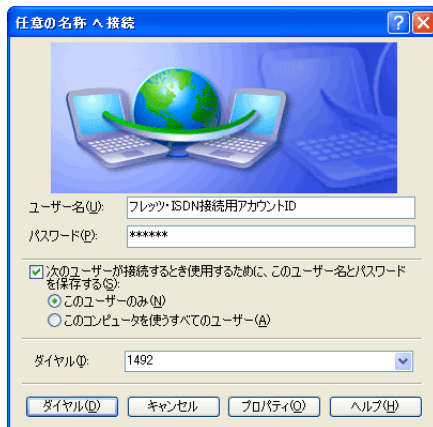 任意の名称 へ接続
ユーザー名(U):
フレッツ・ISDN接続用アカウントID
パスワード(P):
******
次のユーザーが接続するとき使用するために、このユーザー名とパスワード
を保存する(S):
このユーザーのみ(N)
このコンピュータを使うすべてのユーザー(A)
ダイヤル(I):
1492
ダイヤル(D)
キャンセル
プロパティ(O)
ヘルプ(H)